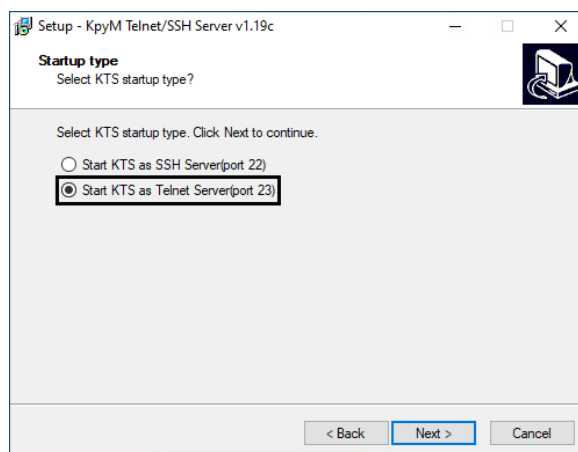 Setup - KpyM Telnet/SSH Server v1.19c
Startup type
Select KTS startup type?
Select KTS startup type. Click Next to continue.
Start KTS as SSH Server(port 22)
Start KTS as Telnet Server(port 23)
< Back Next > Cancel